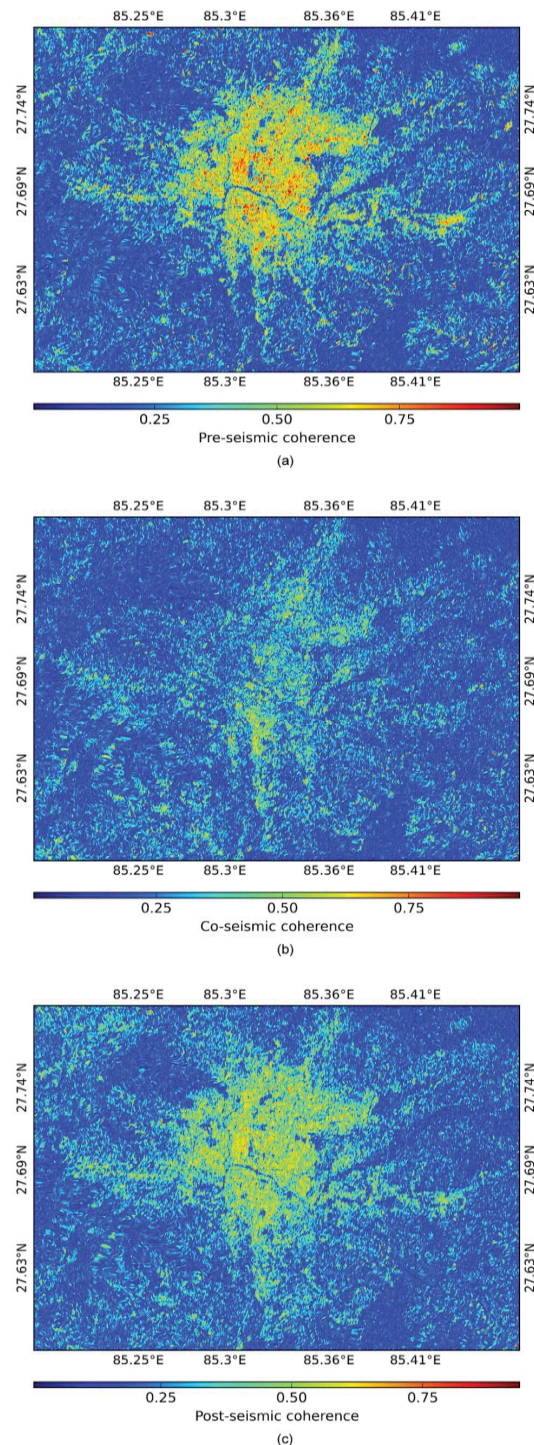 85.25°E 85.3°E 85.36°E 85.41°E
27.74°N 27.74°N
27.69°N 27.69°N
27.63°N 27.63°N
85.25°E 85.3°E 85.36°E 85.41°E
0.25 0.50 0.75
Pre-seismic coherence
(a)
85.25°E 85.3°E 85.36°E 85.41°E
27.74°N 27.74°N
27.69°N 27.69°N
27.63°N 27.63°N
85.25°E 85.3°E 85.36°E 85.41°E
0.25 0.50 0.75
Co-seismic coherence
(b)
85.25°E 85.3°E 85.36°E 85.41°E
27.74°N 27.74°N
27.69°N 27.69°N
27.63°N 27.63°N
85.25°E 85.3°E 85.36°E 85.41°E
0.25 0.50 0.75
Post-seismic coherence
(c)